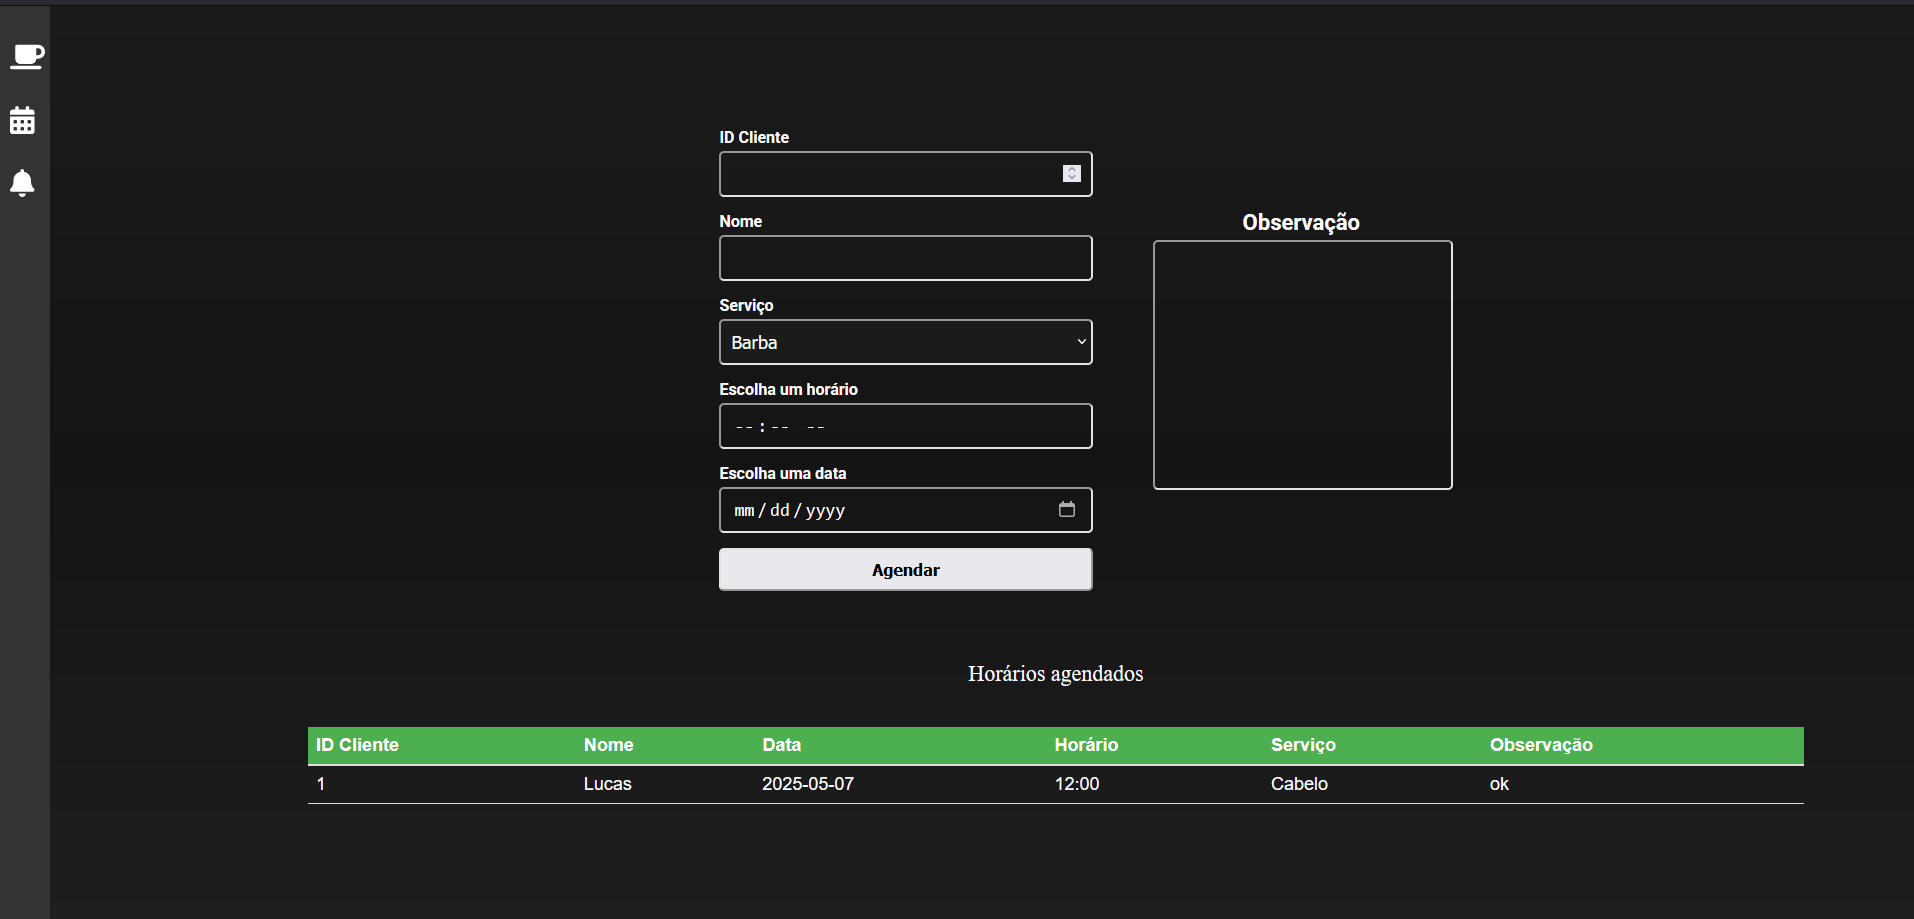 ID Cliente
Nome
Serviço
Barba
Escolha um horário
--:-- --
Escolha uma data
mm/dd/yyyy
Agendar
Observação
Horários agendados
ID Cliente Nome Data Horário Serviço Observação
1 Lucas 2025-05-07 12:00 Cabelo ok